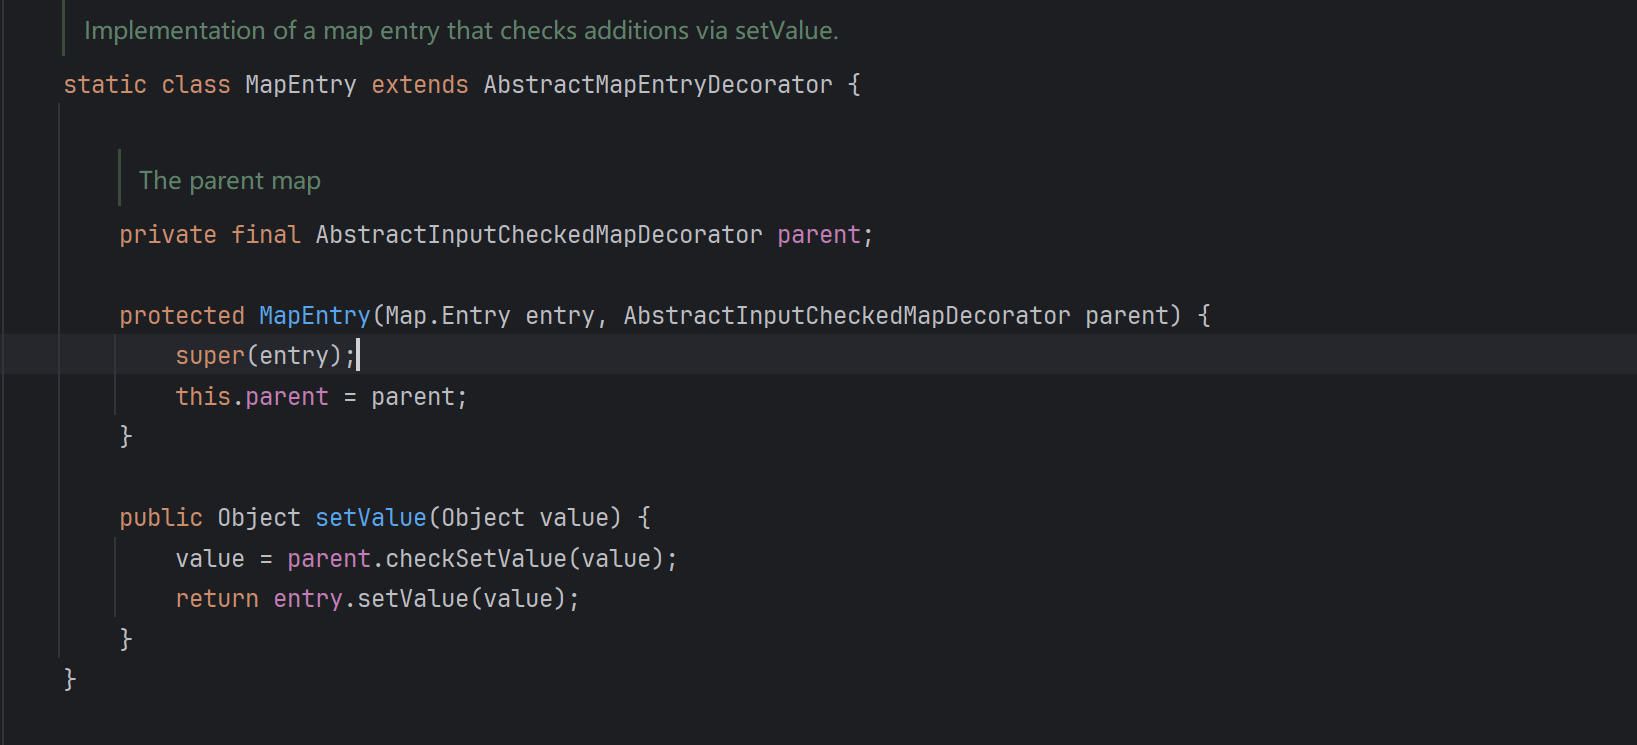 Implementation of a map entry that checks additions via setValue.
static class MapEntry extends AbstractMapEntryDecorator {
The parent map
private final AbstractInputCheckedMapDecorator parent;
protected MapEntry(Map.Entry entry, AbstractInputCheckedMapDecorator parent) {
super(entry);
this.parent = parent;
}
public Object setValue(Object value) {
value = parent.checkSetValue(value);
return entry.setValue(value);
}
}